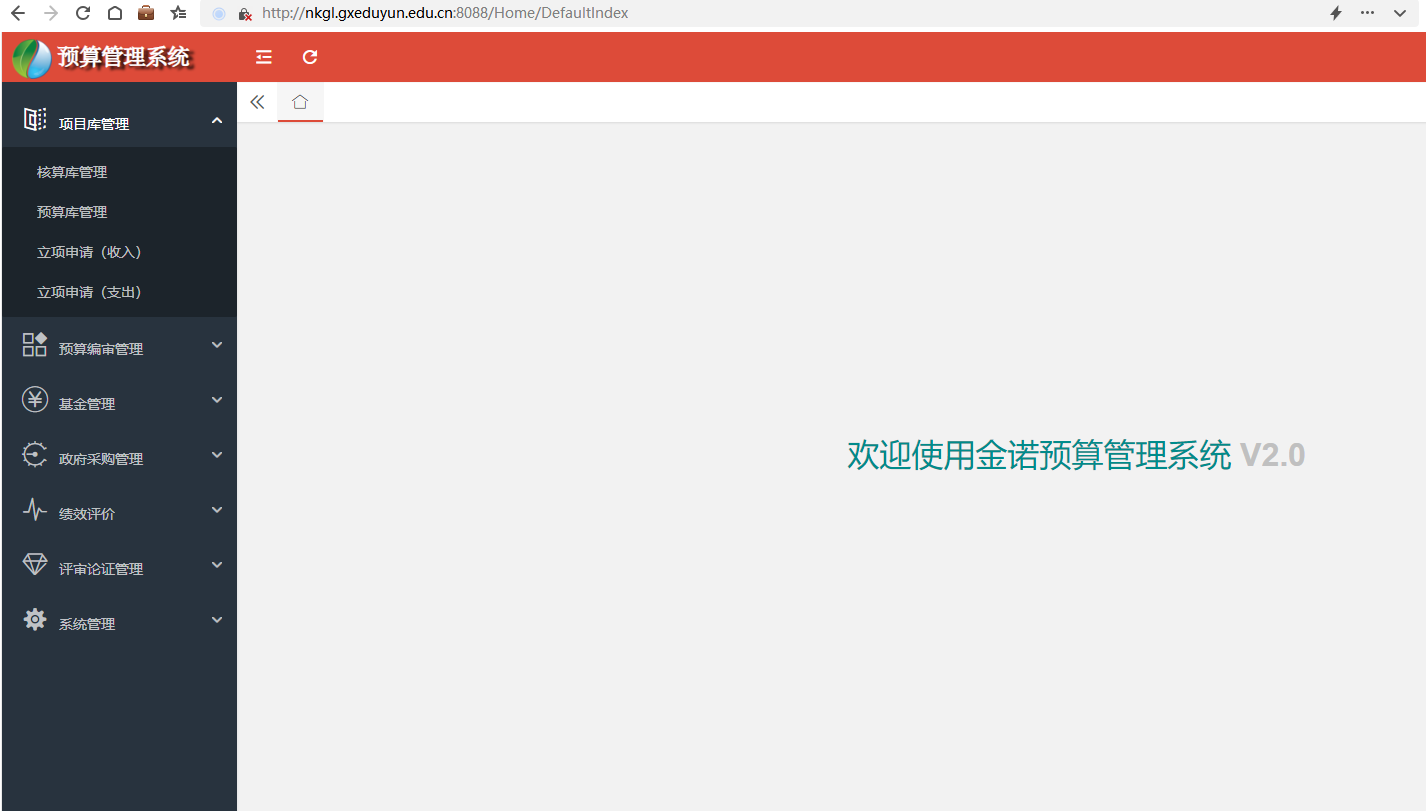 http://nkgl.gxeduyun.edu.cn:8088/Home/DefaultIndex
预算管理系统
项目库管理
核算库管理
预算库管理
立项申请（收入）
立项申请（支出）
预算编审管理
基金管理
政府采购管理
绩效评价
评审论证管理
系统管理
欢迎使用金诺预算管理系统 V2.0